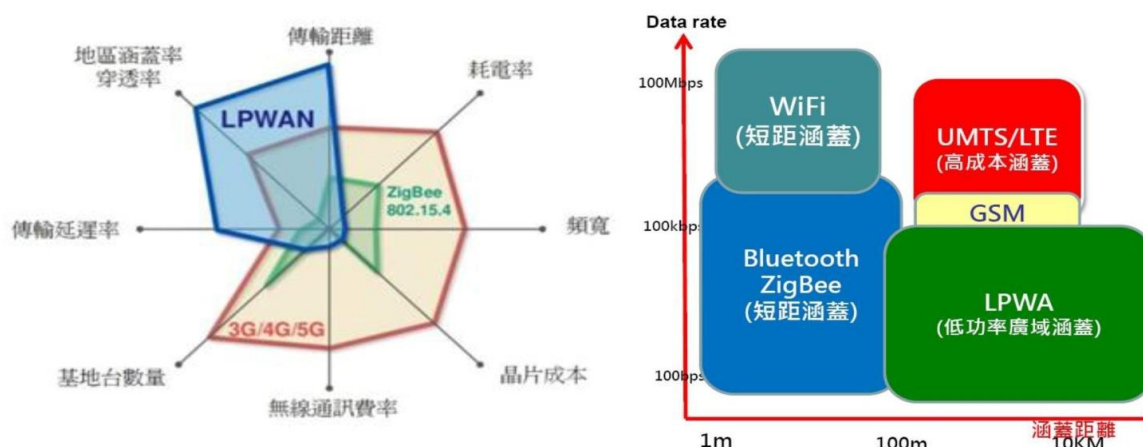 傳輸距離
地區涵蓋率
穿透率
耗電率
LPWAN
ZigBee
802.15.4
傳輸延遲率
頻寬
3G/4G/5G
基地台數量
無線通訊費率
晶片成本
Data rate
100Mbps
WiFi
(短距涵蓋)
UMTS/LTE
(高成本涵蓋)
GSM
100kbps
Bluetooth
ZigBee
(短距涵蓋)
LPWA
(低功率廣域涵蓋)
100bps
1m
100m
10KM
涵蓋距離